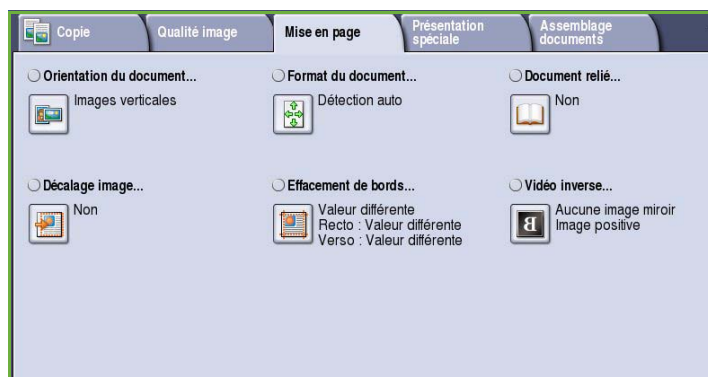 Copie
Qualité image
Mise en page
Présentation
spéciale
Assemblage
documents
Orientation du document...
Images verticales
Format du document...
Détection auto
Document relié...
Non
Décalage image...
Non
Effacement de bords...
Valeur différente
Recto : Valeur différente
Verso : Valeur différente
Vidéo inverse...
Aucune image miroir
Image positive